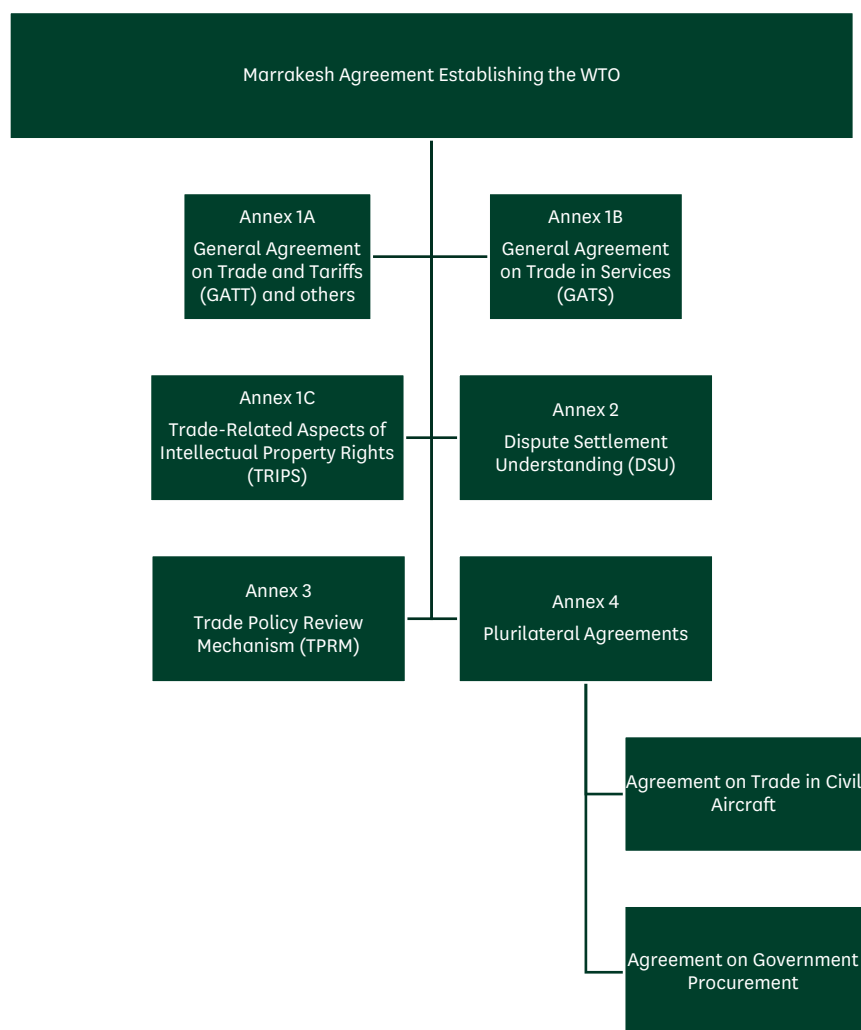 Marrakesh Agreement Establishing the WTO
Annex 1A
General Agreement
on Trade and Tariffs
(GATT) and others
Annex 1B
General Agreement
on Trade in Services
(GATS)
Annex 1C
Trade-Related Aspects of
Intellectual Property Rights
(TRIPS)
Annex 2
Dispute Settlement
Understanding (DSU)
Annex 3
Trade Policy Review
Mechanism (TPRM)
Annex 4
Plurilateral Agreements
Agreement on Trade in Civil
Aircraft
Agreement on Government
Procurement